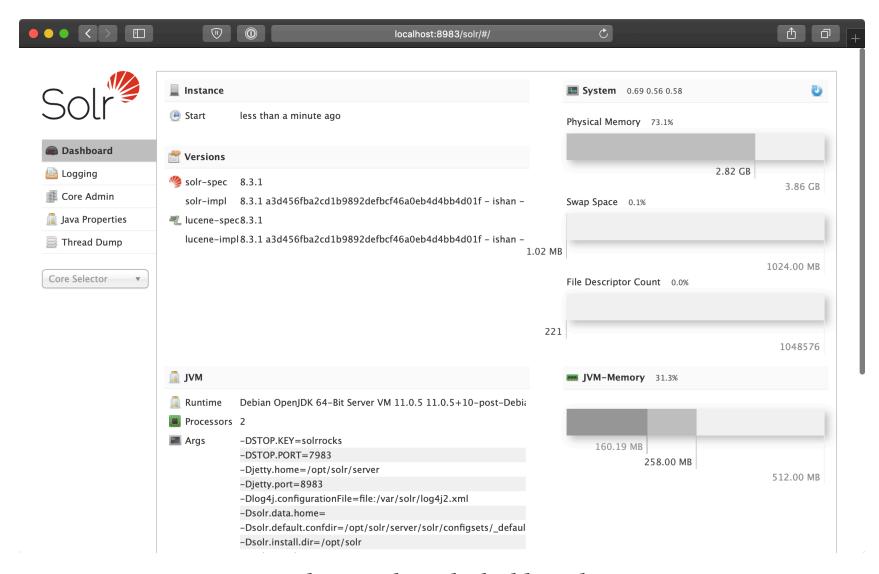 localhost:8983/solr/#/
Solr
Dashboard
Logging
Core Admin
Java Properties
Thread Dump
Core Selector
Instance
Start less than a minute ago
Versions
solr-spec 8.3.1
solr-impl 8.3.1 a3d456fba2cd1b9892defbcf46a0eb4d4bb4d01f - ishan -
lucene-spec 8.3.1
lucene-impl 8.3.1 a3d456fba2cd1b9892defbcf46a0eb4d4bb4d01f - ishan -
System 0.69 0.56 0.58
Physical Memory 73.1%
2.82 GB
3.86 GB
Swap Space 0.1%
1.02 MB
1024.00 MB
File Descriptor Count 0.0%
221
1048576
JVM
Runtime Debian OpenJDK 64-Bit Server VM 11.0.5 11.0.5+10-post-Debi
Processors 2
Args -DSTOP.KEY=solrrocks
-DSTOP.PORT=7983
-Djetty.home=/opt/solr/server
-Djetty.port=8983
-Dlog4j.configurationFile=file:/var/solr/log4j2.xml
-Dsolr.data.home=
-Dsolr.default.confdir=/opt/solr/server/solr/configsets/_defaul
-Dsolr.install.dir=/opt/solr
JVM-Memory 31.3%
160.19 MB
258.00 MB
512.00 MB